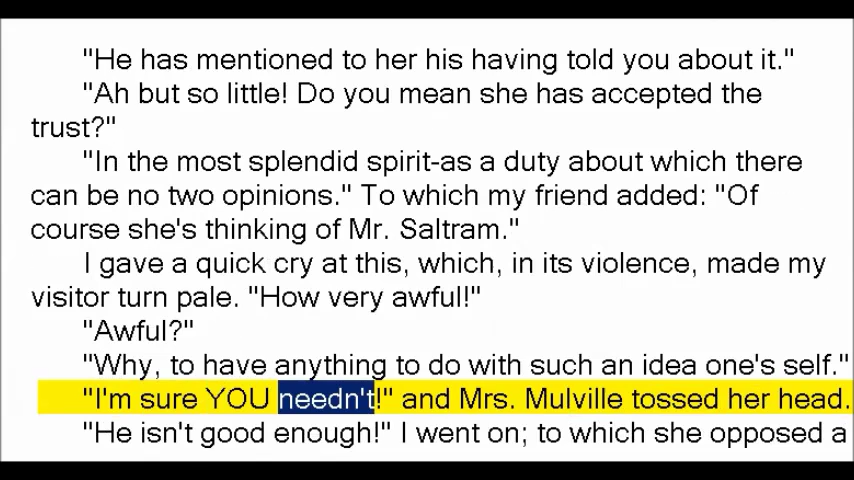 "He has mentioned to her his having told you about it."
"Ah but so little! Do you mean she has accepted the
trust?"
"In the most splendid spirit-as a duty about which there
can be no two opinions." To which my friend added: "Of
course she's thinking of Mr. Saltram."
I gave a quick cry at this, which, in its violence, made my
visitor turn pale. "How very awful!"
"Awful?"
"Why, to have anything to do with such an idea one's self."
"I'm sure YOU needn't!" and Mrs. Mulville tossed her head.
"He isn't good enough!" I went on; to which she opposed a